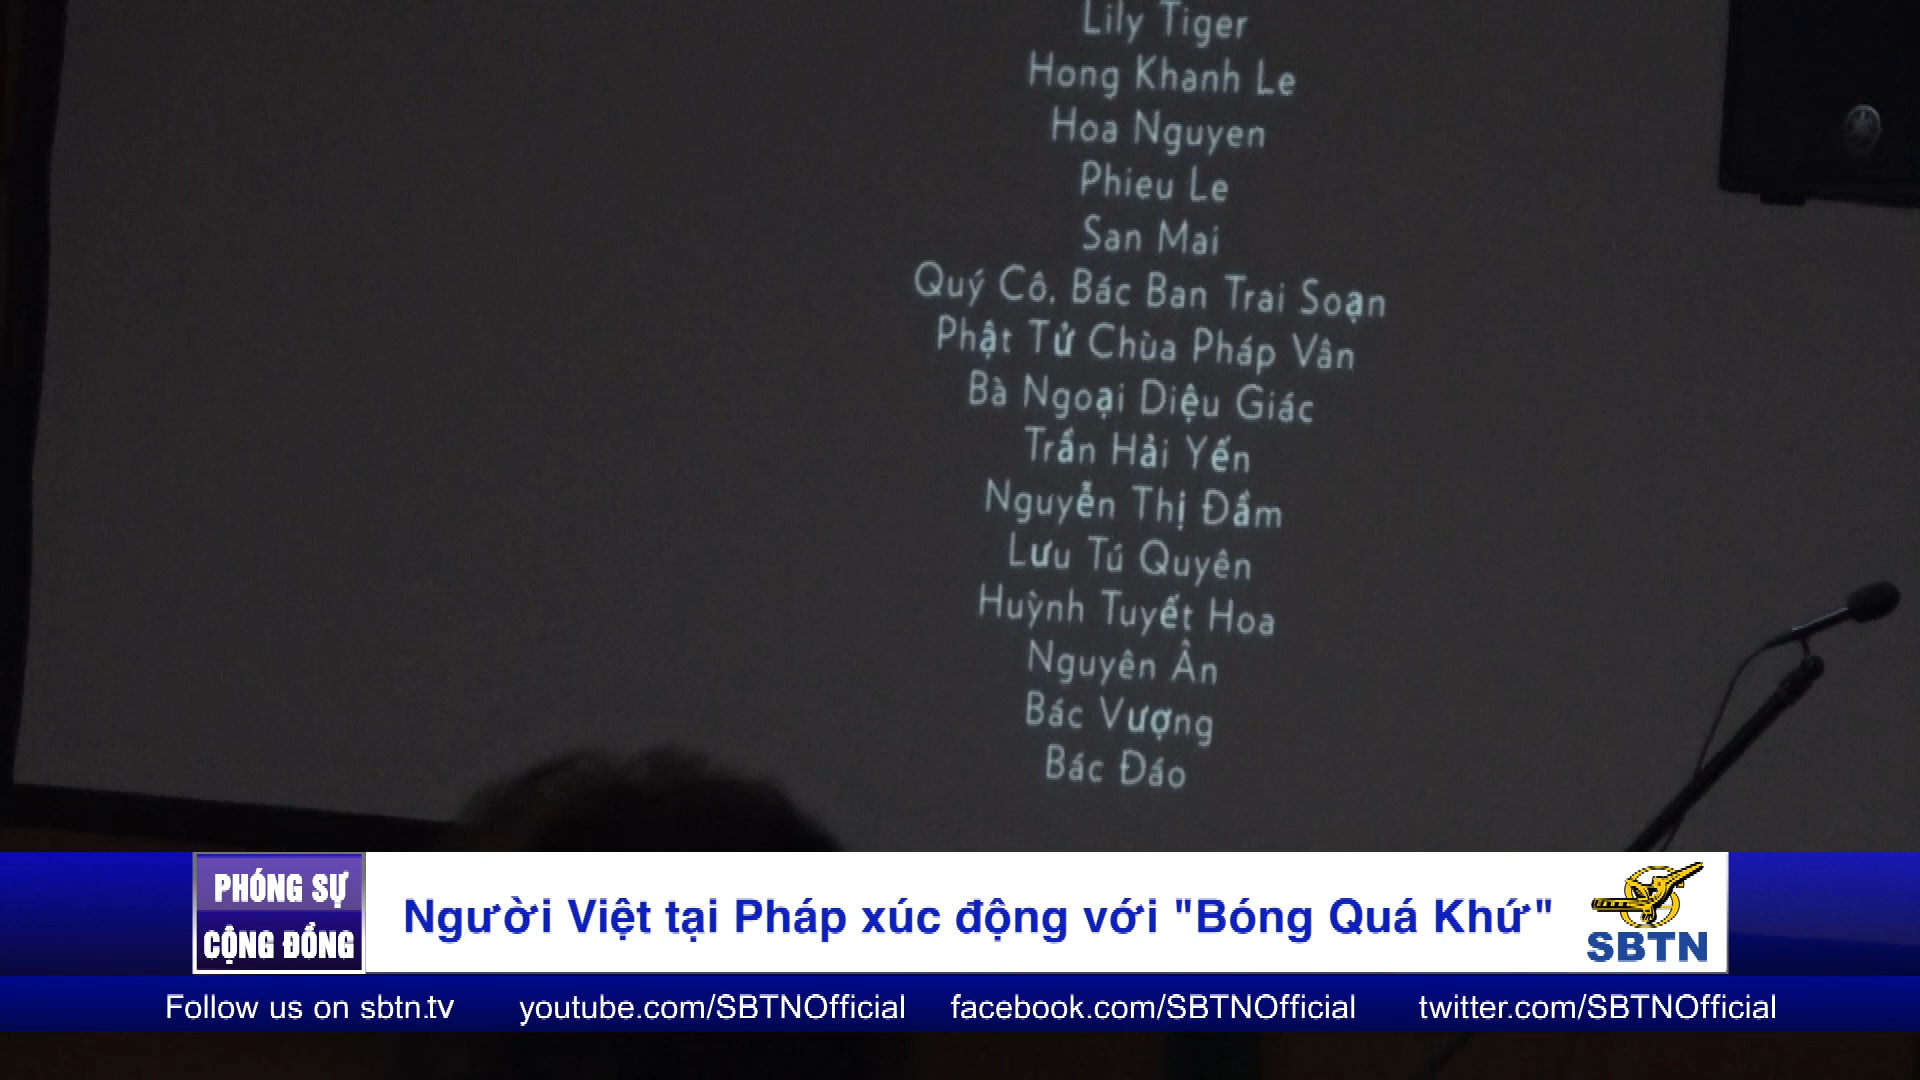 Lily Tiger
Hong Khanh Le
Hoa Nguyen
Phieu Le
San Mai
Quý Cô, Bác Ban Trai Soạn
Phật Tử Chùa Pháp Vân
Bà Ngoại Diệu Giác
Trần Hải Yến
Nguyễn Thị Đầm
Lưu Tú Quyên
Huỳnh Tuyết Hoa
Nguyên Ân
Bác Vượng
Bác Đáo
PHÓNG SỰ
CỘNG ĐỒNG
Người Việt tại Pháp xúc động với "Bóng Quá Khứ"
SBTN
Follow us on sbtn.tv youtube.com/SBTNOfficial facebook.com/SBTNOfficial twitter.com/SBTNOfficial